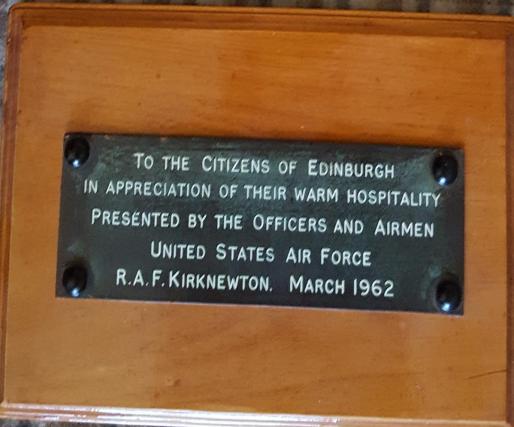 To the Citizens of Edinburgh
in appreciation of their warm hospitality
Presented by the Officers and Airmen
United States Air Force
R.A.F. Kirknewton. March 1962